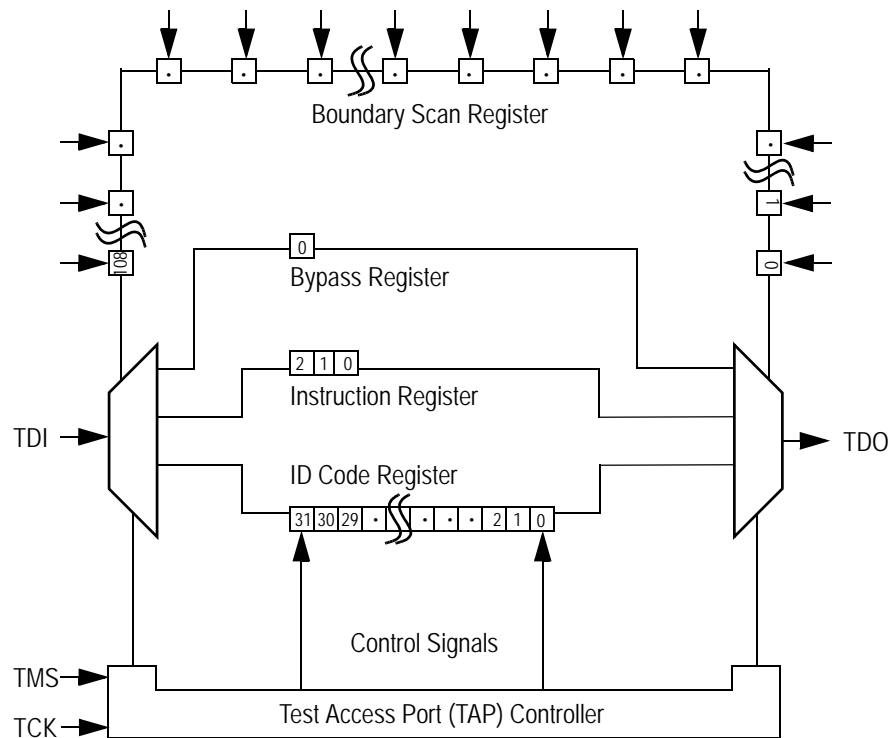 Boundary Scan Register
1
108
0
0
Bypass Register
2 1 0
Instruction Register
TDI
TDO
ID Code Register
31 30 29 · · · · 2 1 0
Control Signals
TMS
Test Access Port (TAP) Controller
TCK